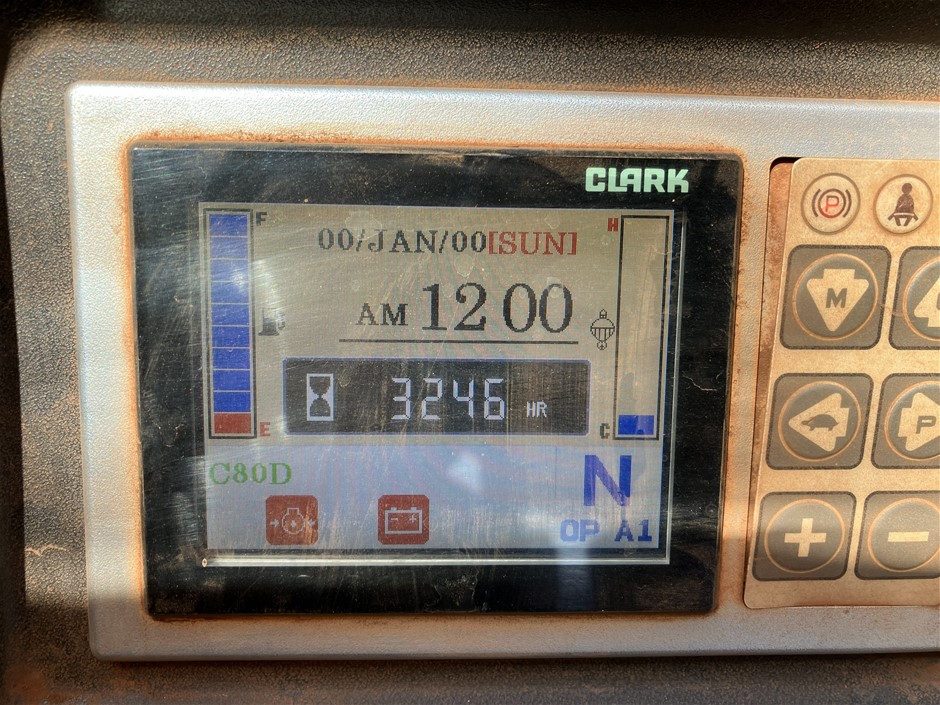 CLARK
P
F
00/JAN/00[SUN]
H
M
AM 12 00
3246 HR
E
C
P
C80D
N
OP A1
+
-